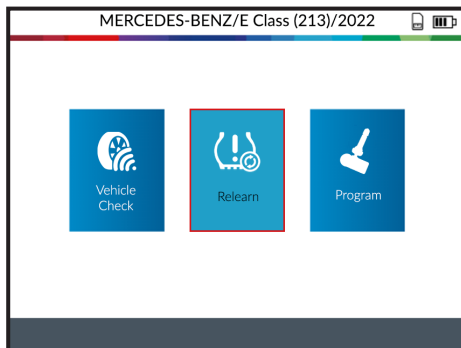 MERCEDES-BENZ/E Class (213)/2022
Vehicle
Check
Relearn
Program